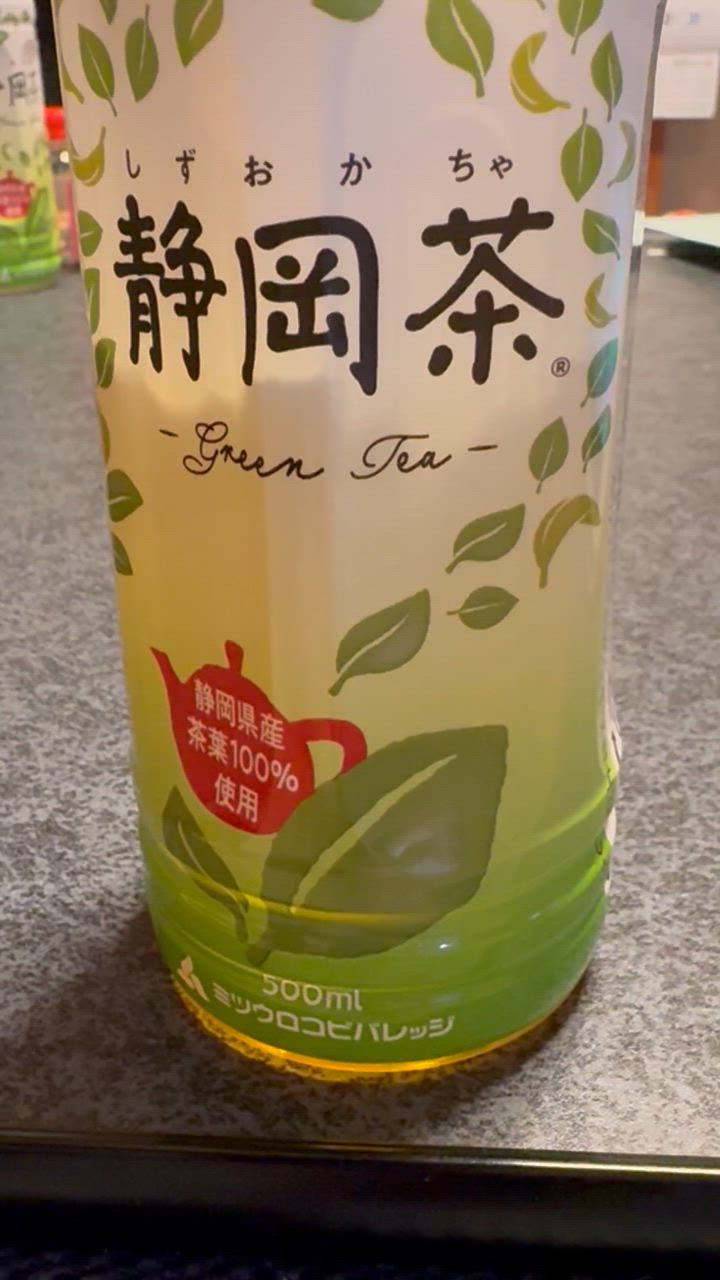 しずおかちゃ
静岡茶®
-Green Tea-
静岡県産
茶葉100%
使用
500ml
ミツウロコビバレッジ